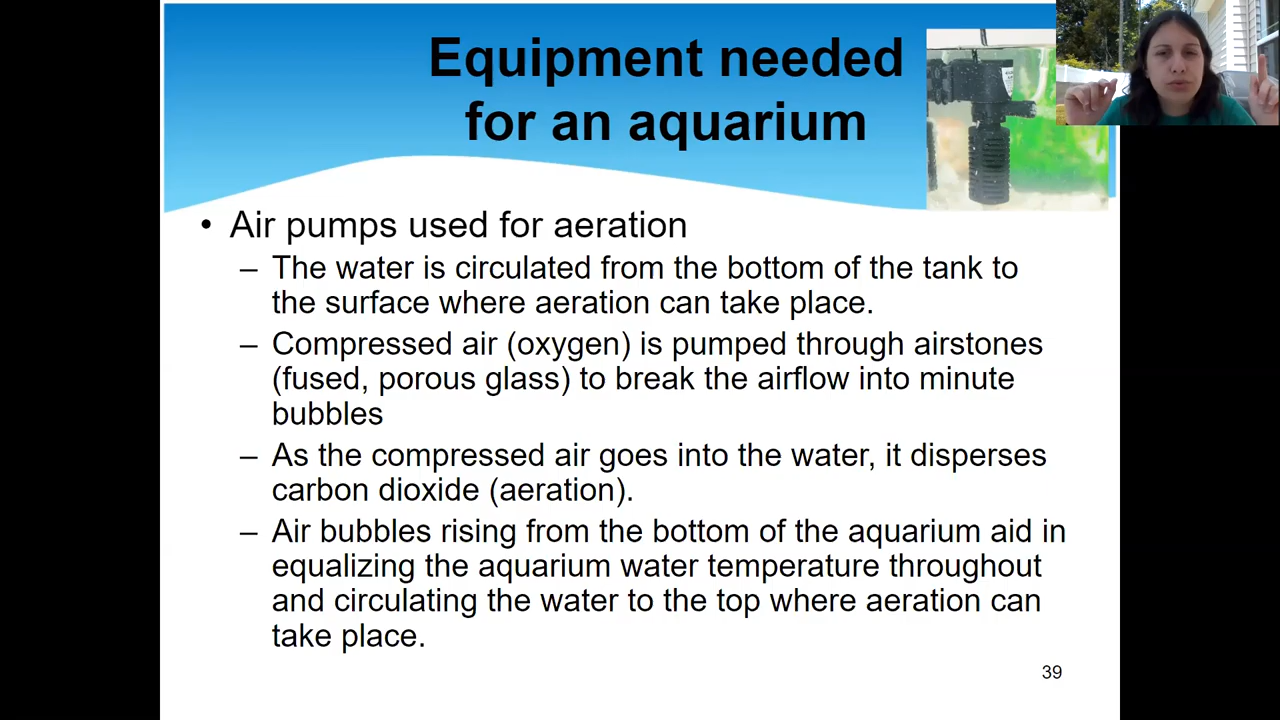 Equipment needed
for an aquarium
• Air pumps used for aeration
– The water is circulated from the bottom of the tank to
the surface where aeration can take place.
– Compressed air (oxygen) is pumped through airstones
(fused, porous glass) to break the airflow into minute
bubbles
– As the compressed air goes into the water, it disperses
carbon dioxide (aeration).
– Air bubbles rising from the bottom of the aquarium aid in
equalizing the aquarium water temperature throughout
and circulating the water to the top where aeration can
take place.
39